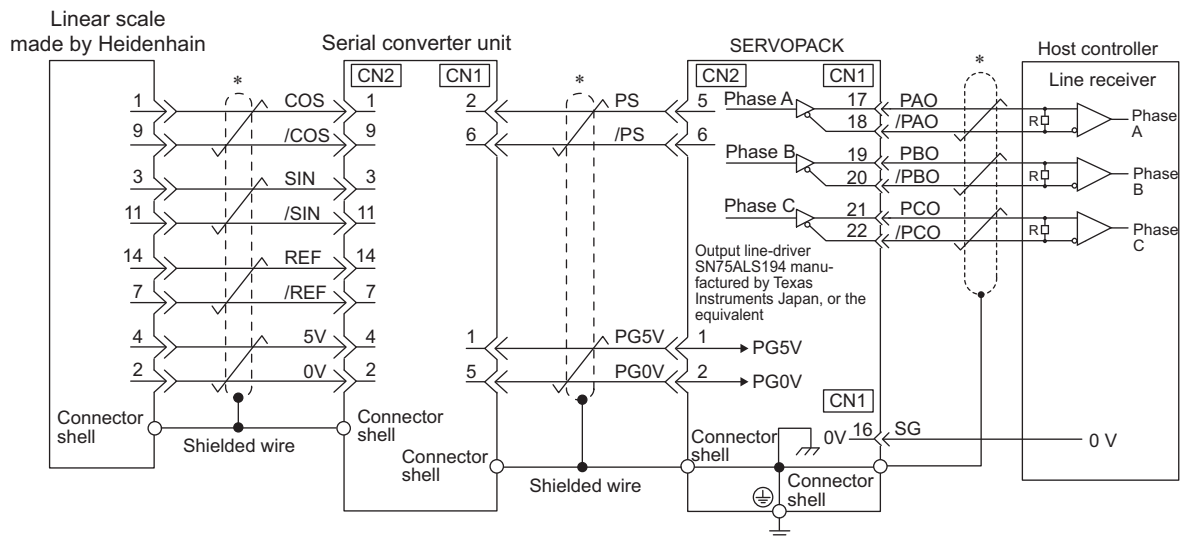 Linear scale
made by Heidenhain
Serial converter unit
SERVOPACK
Host controller
Line receiver
CN2
CN1
CN2
CN1
*
*
*
1
COS
1
9
/COS
9
3
SIN
3
11
/SIN
11
14
REF
14
7
/REF
7
4
5V
4
2
0V
2
Connector
shell
Shielded wire
Connector
shell
2
PS
5
6
/PS
6
1
PG5V
1
PG5V
5
PG0V
2
PG0V
Connector
shell
Shielded wire
Connector
shell
Phase A
17
PAO
18
/PAO
R
Phase
A
Phase B
19
PBO
20
/PBO
R
Phase
B
Phase C
21
PCO
22
/PCO
R
Phase
C
Output line-driver
SN75ALS194 manu-
factured by Texas
Instruments Japan, or the
equivalent
CN1
0V
16
SG
0 V
Connector
shell